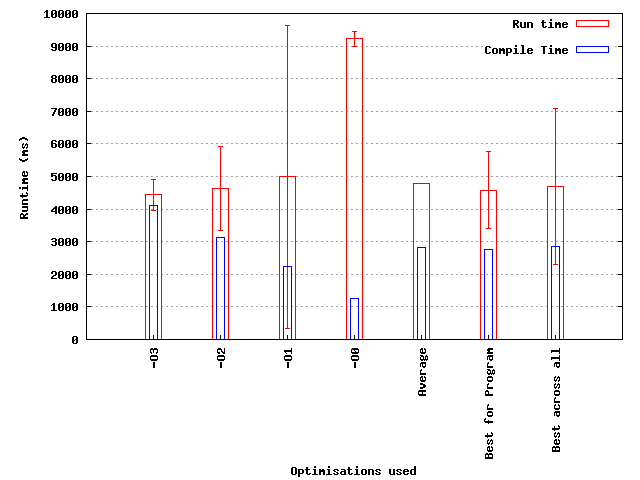 10000
9000
8000
7000
6000
5000
4000
3000
2000
1000
0
Runtime (ms)
Run time
Compile Time
-O3
-O2
-O1
-O0
Average
Best for Program
Best across all
Optimisations used